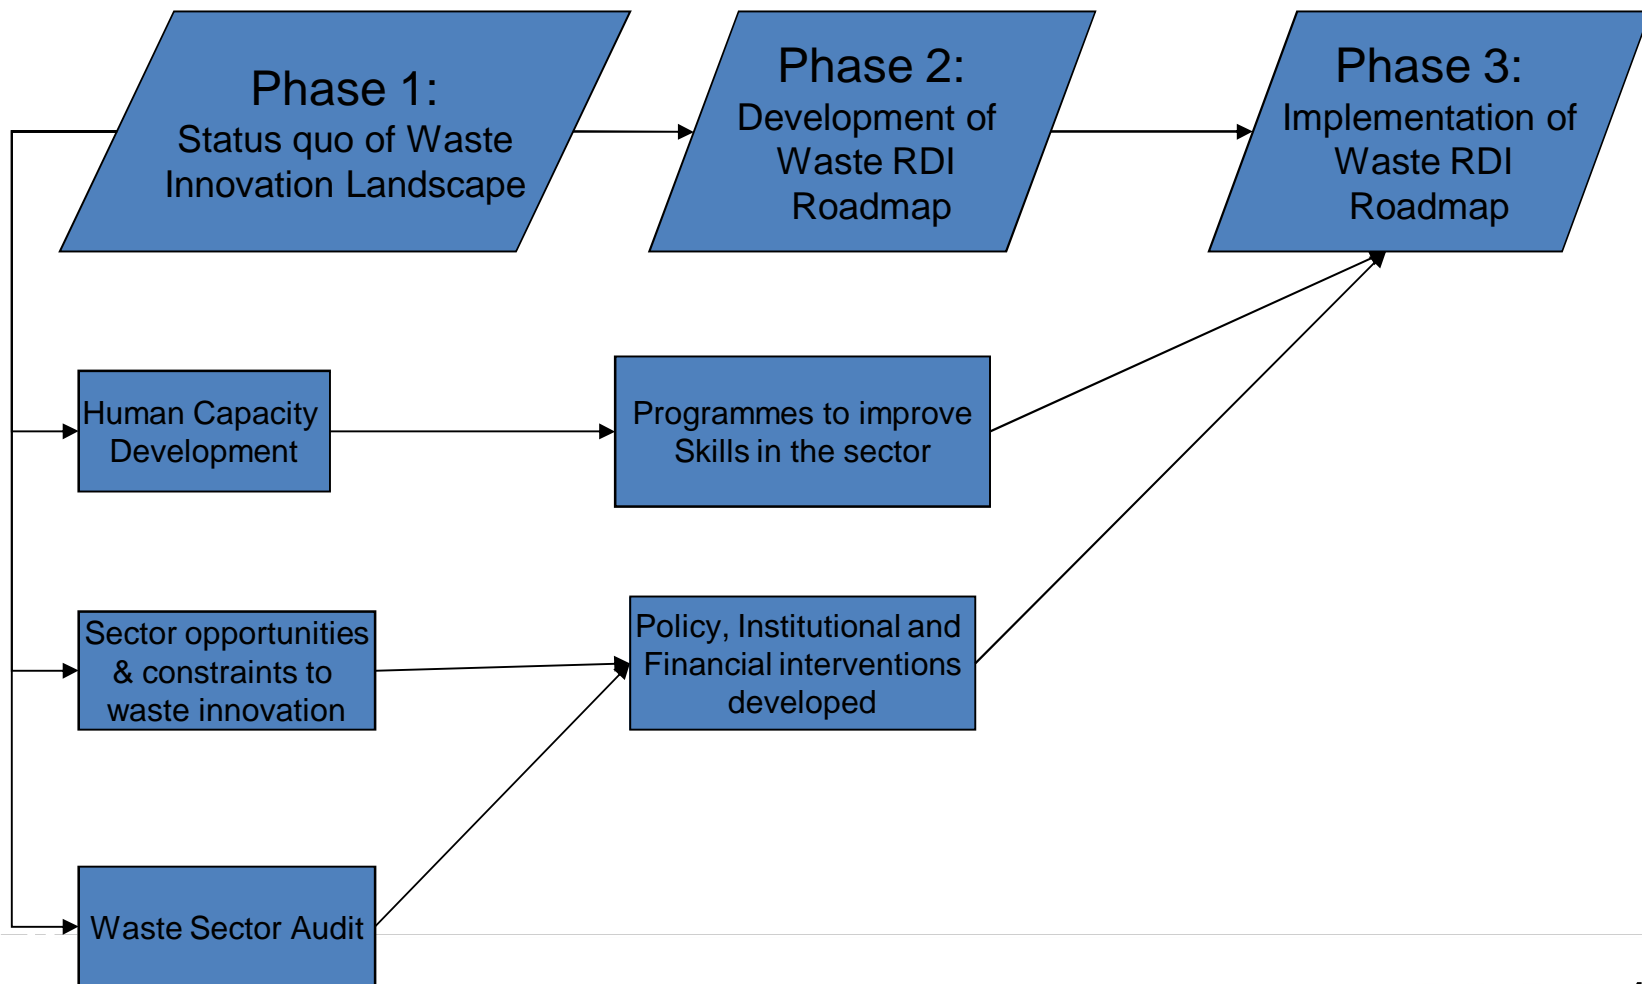 Phase 1:
Status quo of Waste
Innovation Landscape
Phase 2:
Development of
Waste RDI
Roadmap
Phase 3:
Implementation of
Waste RDI
Roadmap
Human Capacity
Development
Programmes to improve
Skills in the sector
Sector opportunities
& constraints to
waste innovation
Policy, Institutional and
Financial interventions
developed
Waste Sector Audit